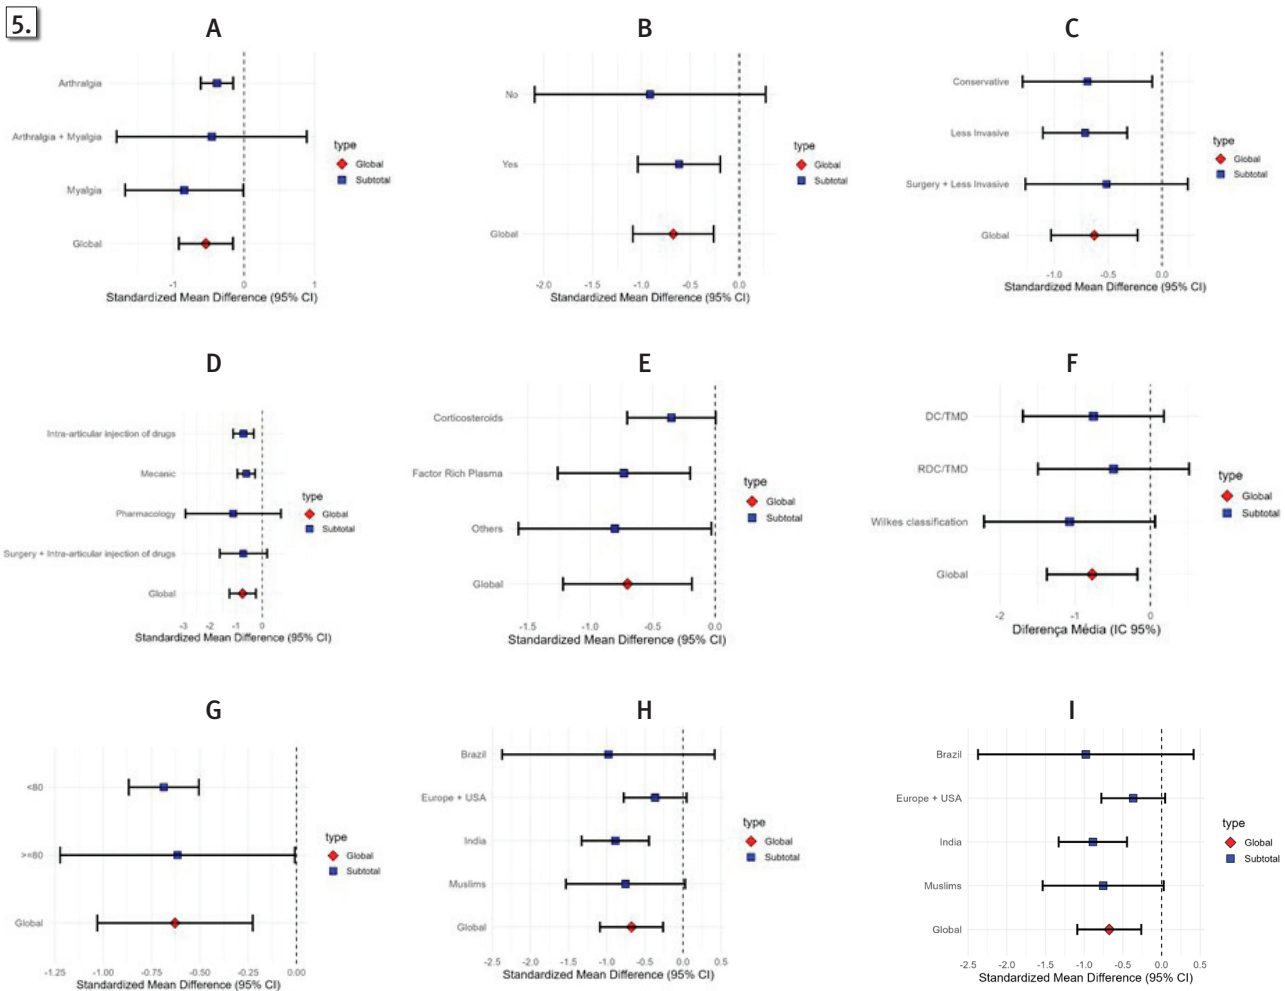 5.
A
Arthralgia
Arthralgia + Myalgia
Myalgia
Global
-1 0 1
Standardized Mean Difference (95% CI)
type
Global
Subtotal
B
No
Yes
Global
-2.0 -1.5 -1.0 -0.5 0.0
Standardized Mean Difference (95% CI)
type
Global
Subtotal
C
Conservative
Less Invasive
Surgery + Less Invasive
Global
-1.0 -0.5 0.0
Standardized Mean Difference (95% CI)
type
Global
Subtotal
D
Intra-articular injection of drugs
Mecanic
Pharmacology
Surgery + Intra-articular injection of drugs
Global
-3 -2 -1 0
Standardized Mean Difference (95% CI)
type
Global
Subtotal
E
Corticosteroids
Factor Rich Plasma
Others
Global
-1.5 -1.0 -0.5 0.0
Standardized Mean Difference (95% CI)
type
Global
Subtotal
F
DC/TMD
RDC/TMD
Wilkes classification
Global
-2 -1 0
Diferença Média (IC 95%)
type
Global
Subtotal
G
<80
>=80
Global
-1.25 -1.00 -0.75 -0.50 -0.25 0.00
Standardized Mean Difference (95% CI)
type
Global
Subtotal
H
Brazil
Europe + USA
India
Muslims
Global
-2.5 -2.0 -1.5 -1.0 -0.5 0.0 0.5
Standardized Mean Difference (95% CI)
type
Global
Subtotal
I
Brazil
Europe + USA
India
Muslims
Global
-2.5 -2.0 -1.5 -1.0 -0.5 0.0 0.5
Standardized Mean Difference (95% CI)
type
Global
Subtotal